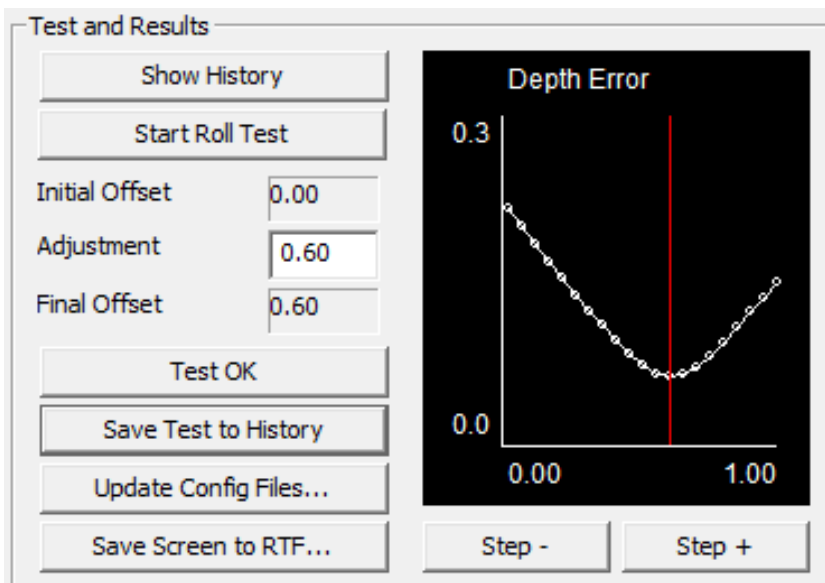 Test and Results
Show History
Start Roll Test
Initial Offset 0.00
Adjustment 0.60
Final Offset 0.60
Test OK
Save Test to History
Update Config Files...
Save Screen to RTF...
Depth Error
0.3
0.0
0.00 1.00
Step - Step +